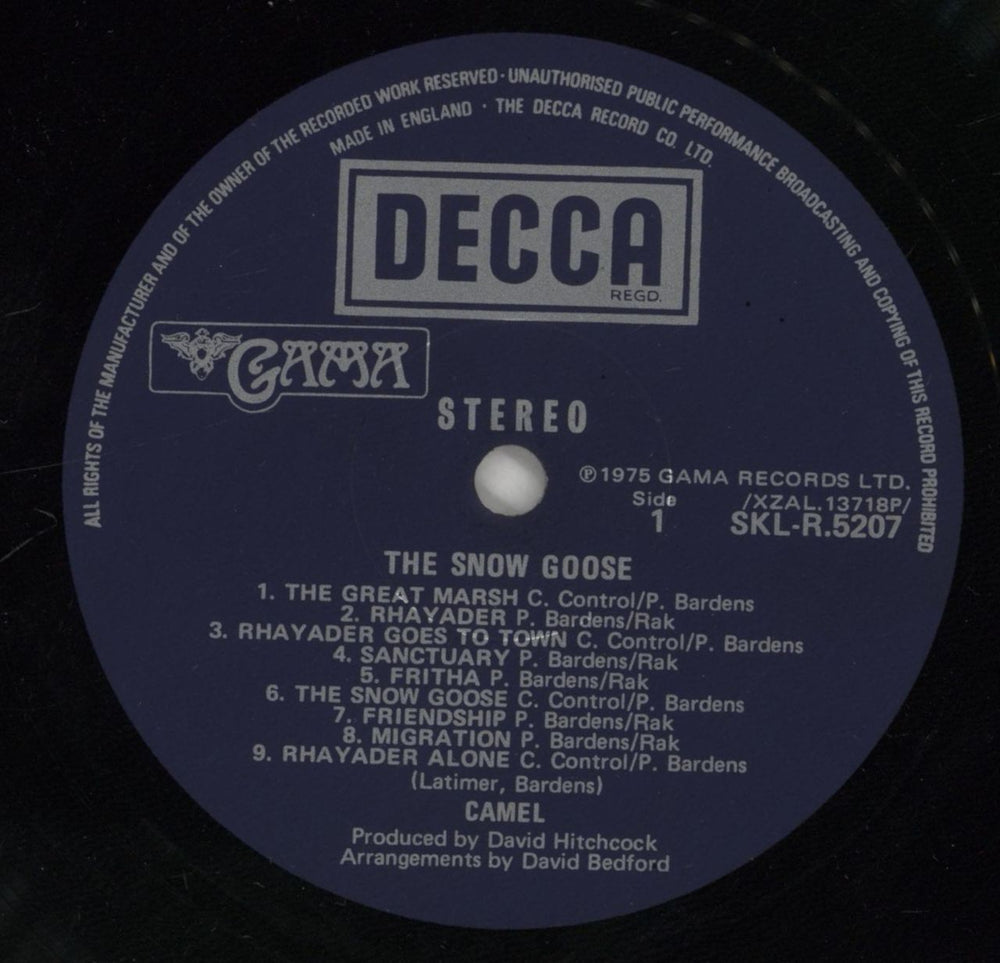 ALL RIGHTS OF THE MANUFACTURER AND OF THE OWNER OF THE RECORDED WORK RESERVED · UNAUTHORISED PUBLIC PERFORMANCE BROADCASTING AND COPYING OF THIS RECORD PROHIBITED
MADE IN ENGLAND · THE DECCA RECORD CO. LTD.
DECCA
REGD.
GAMA
STEREO
℗ 1975 GAMA RECORDS LTD.
Side /XZAL.13718P/
1 SKL-R.5207
THE SNOW GOOSE
1. THE GREAT MARSH C. Control/P. Bardens
2. RHAYADER P. Bardens/Rak
3. RHAYADER GOES TO TOWN C. Control/P. Bardens
4. SANCTUARY P. Bardens/Rak
5. FRITHA P. Bardens/Rak
6. THE SNOW GOOSE C. Control/P. Bardens
7. FRIENDSHIP P. Bardens/Rak
8. MIGRATION P. Bardens/Rak
9. RHAYADER ALONE C. Control/P. Bardens
(Latimer, Bardens)
CAMEL
Produced by David Hitchcock
Arrangements by David Bedford